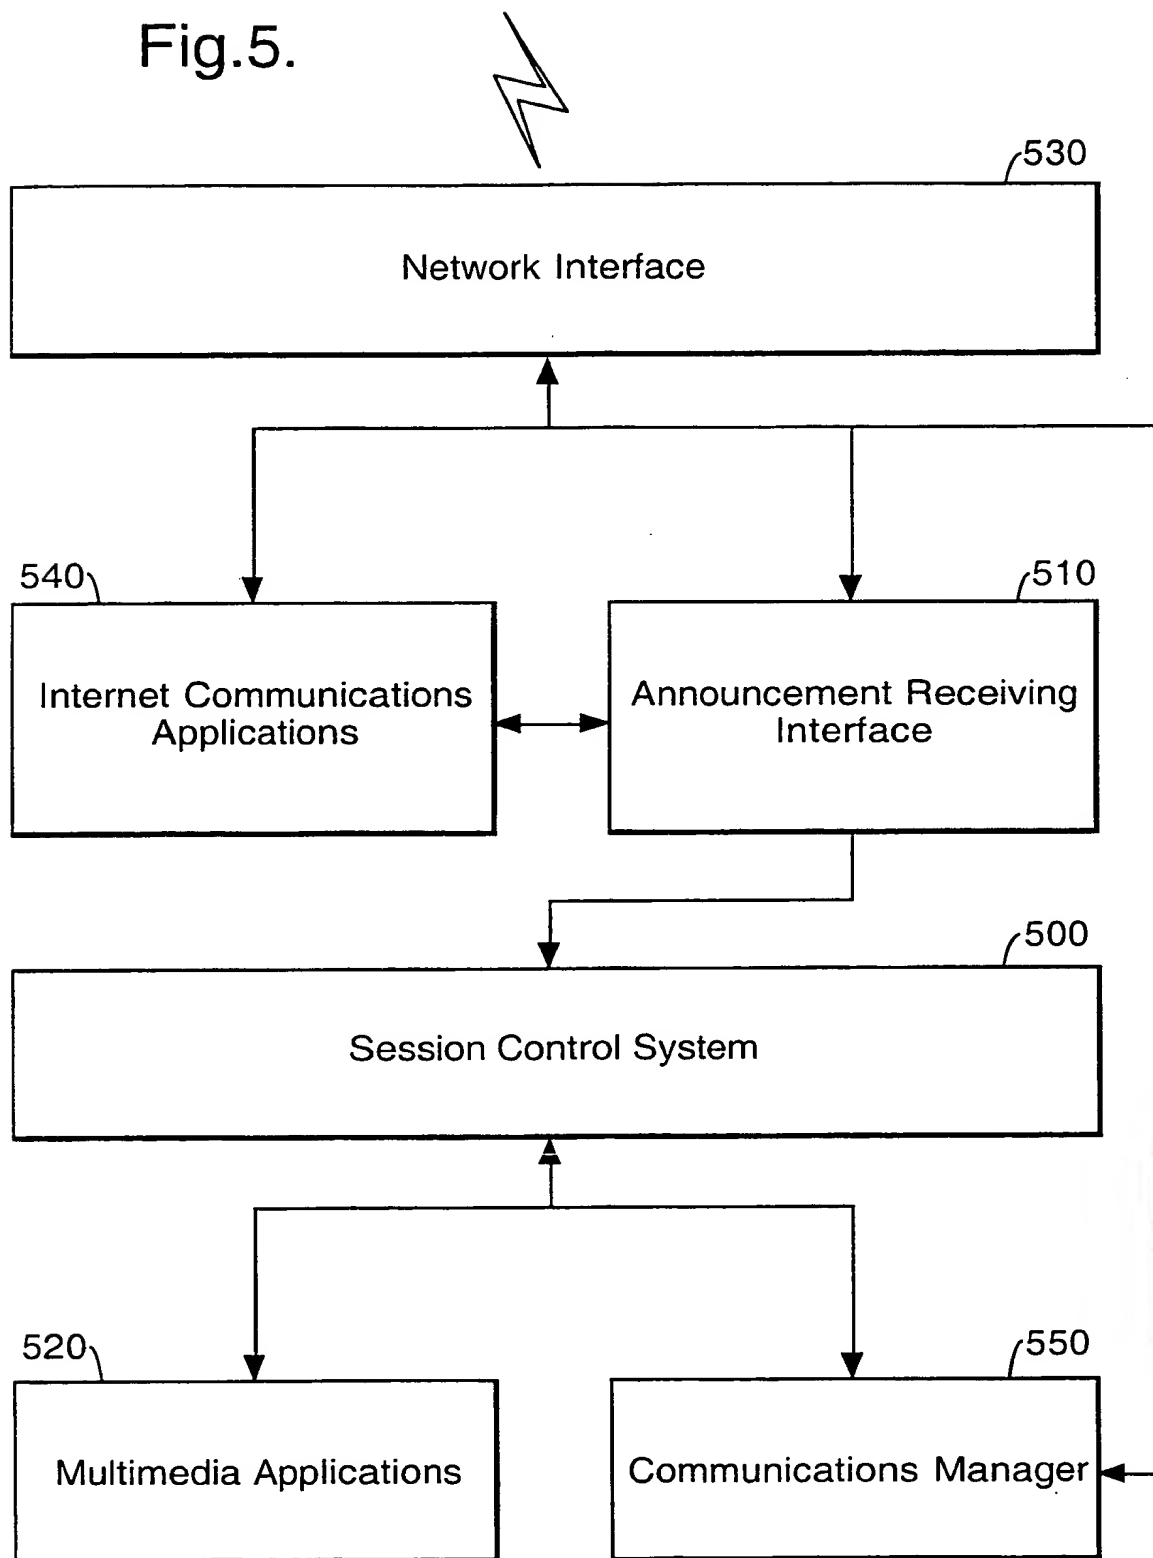 Fig.5.
530
Network Interface
540
510
Internet Communications
Applications
Announcement Receiving
Interface
500
Session Control System
520
550
Multimedia Applications
Communications Manager